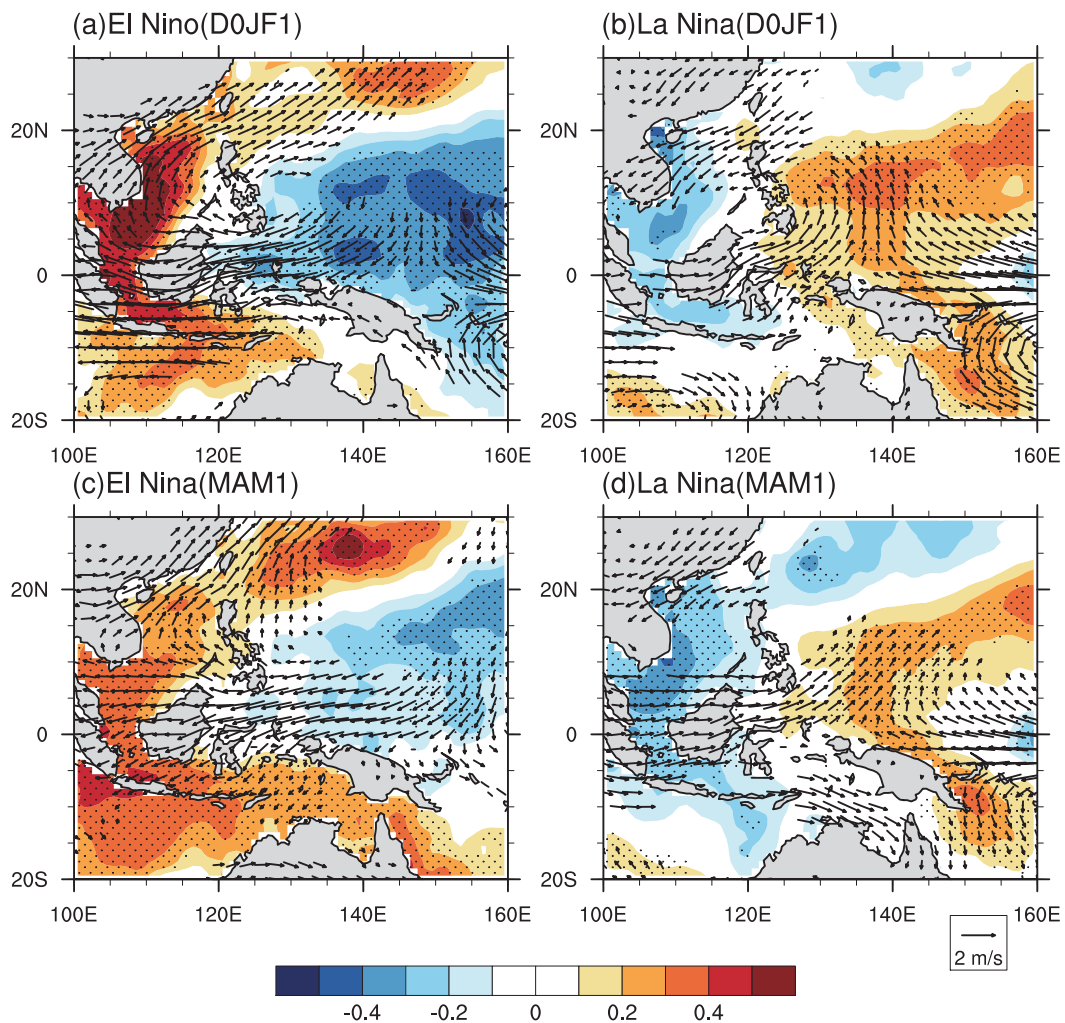 (a)El Nino(D0JF1)
(b)La Nina(D0JF1)
20N
0
20S
100E 120E 140E 160E
20N
0
20S
100E 120E 140E 160E
(c)El Nina(MAM1)
(d)La Nina(MAM1)
20N
0
20S
100E 120E 140E 160E
20N
0
20S
100E 120E 140E 160E
2 m/s
-0.4 -0.2 0 0.2 0.4